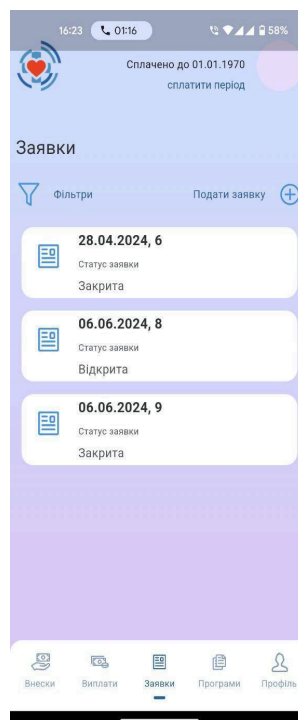 16:23 01:16 58%
Сплачено до 01.01.1970
сплатити період
Заявки
Фільтри Подати заявку
28.04.2024, 6
Статус заявки
Закрита
06.06.2024, 8
Статус заявки
Відкрита
06.06.2024, 9
Статус заявки
Закрита
Внески Виплати Заявки Програми Профіль